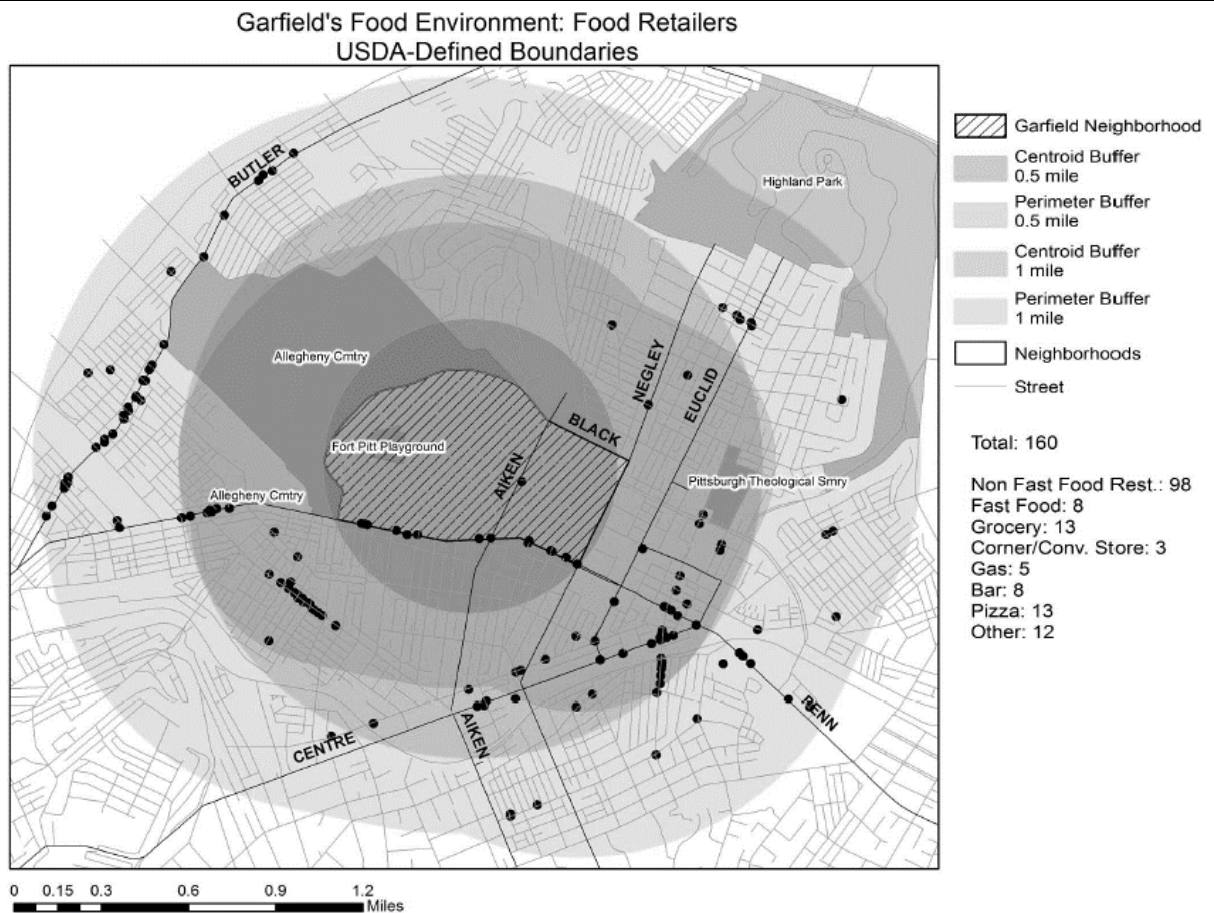 Garfield's Food Environment: Food Retailers
USDA-Defined Boundaries
BUTLER
Highland Park
Allegheny Cmtry
NEGLEY
EUCLID
BLACK
Fort Pitt Playground
AIKEN
Pittsburgh Theological Smry
Allegheny Cmtry
CENTRE
AIKEN
PENN
Garfield Neighborhood
Centroid Buffer
0.5 mile
Perimeter Buffer
0.5 mile
Centroid Buffer
1 mile
Perimeter Buffer
1 mile
Neighborhoods
Street
Total: 160
Non Fast Food Rest.: 98
Fast Food: 8
Grocery: 13
Corner/Conv. Store: 3
Gas: 5
Bar: 8
Pizza: 13
Other: 12
0 0.15 0.3 0.6 0.9 1.2
Miles